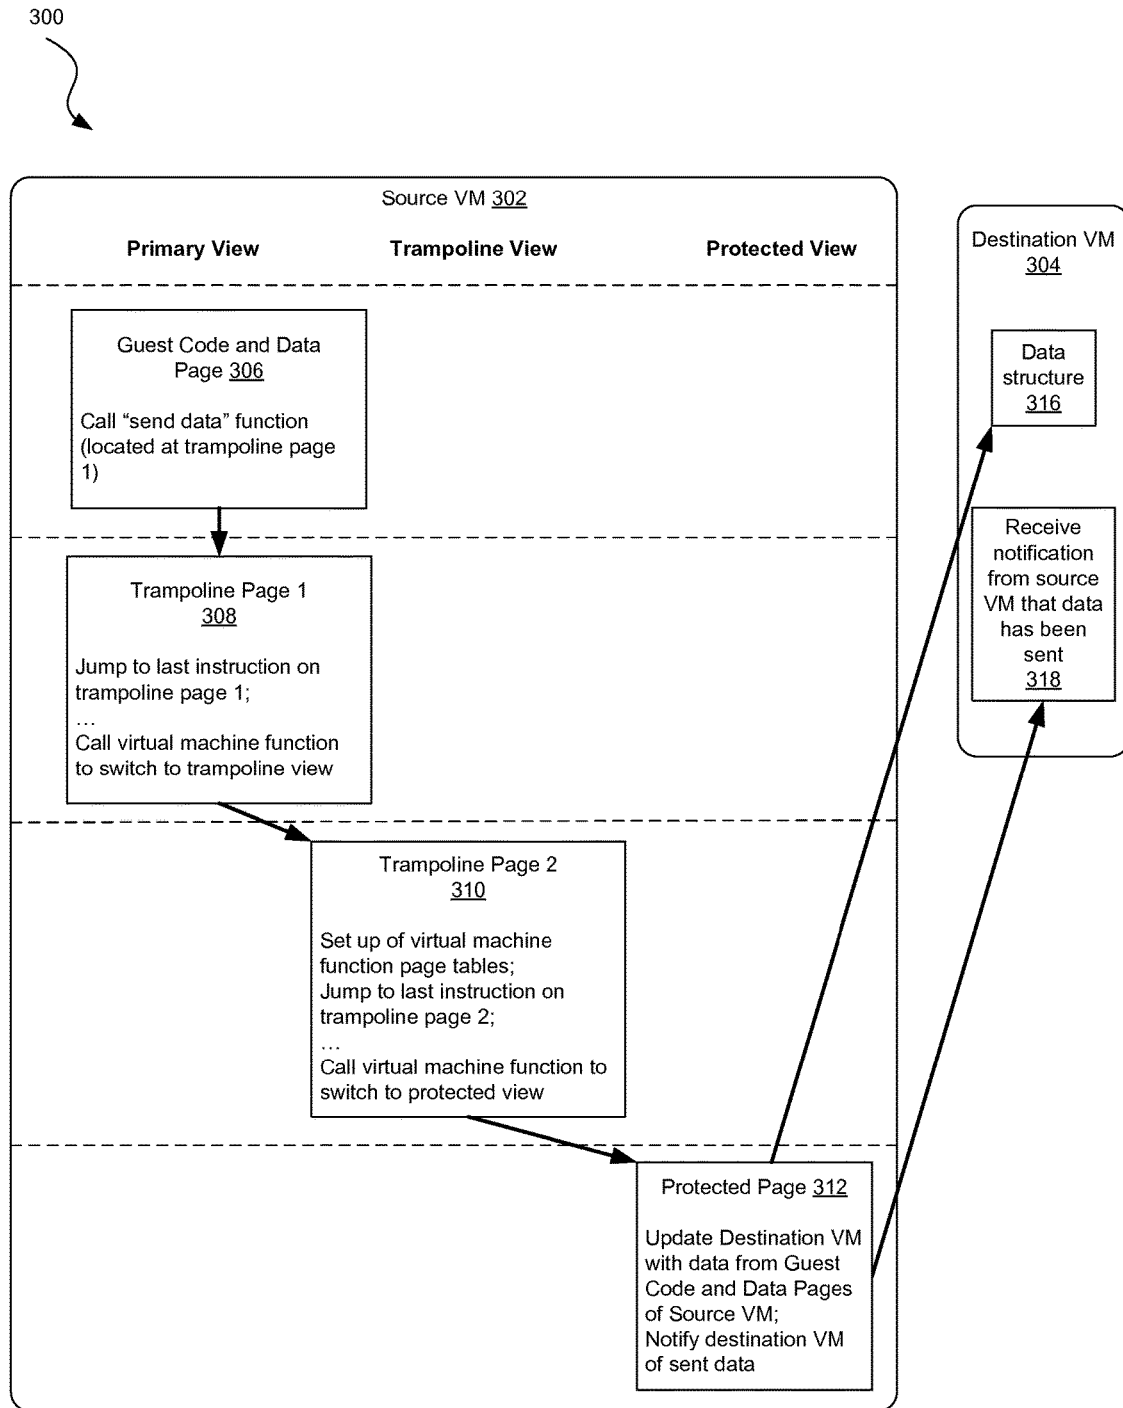 300
Source VM 302
Primary View
Trampoline View
Protected View
Guest Code and Data
Page 306
Call “send data” function
(located at trampoline page
1)
Trampoline Page 1
308
Jump to last instruction on
trampoline page 1;
…
Call virtual machine function
to switch to trampoline view
Trampoline Page 2
310
Set up of virtual machine
function page tables;
Jump to last instruction on
trampoline page 2;
…
Call virtual machine function to
switch to protected view
Protected Page 312
Update Destination VM
with data from Guest
Code and Data Pages
of Source VM;
Notify destination VM
of sent data
Destination VM
304
Data
structure
316
Receive
notification
from source
VM that data
has been
sent
318